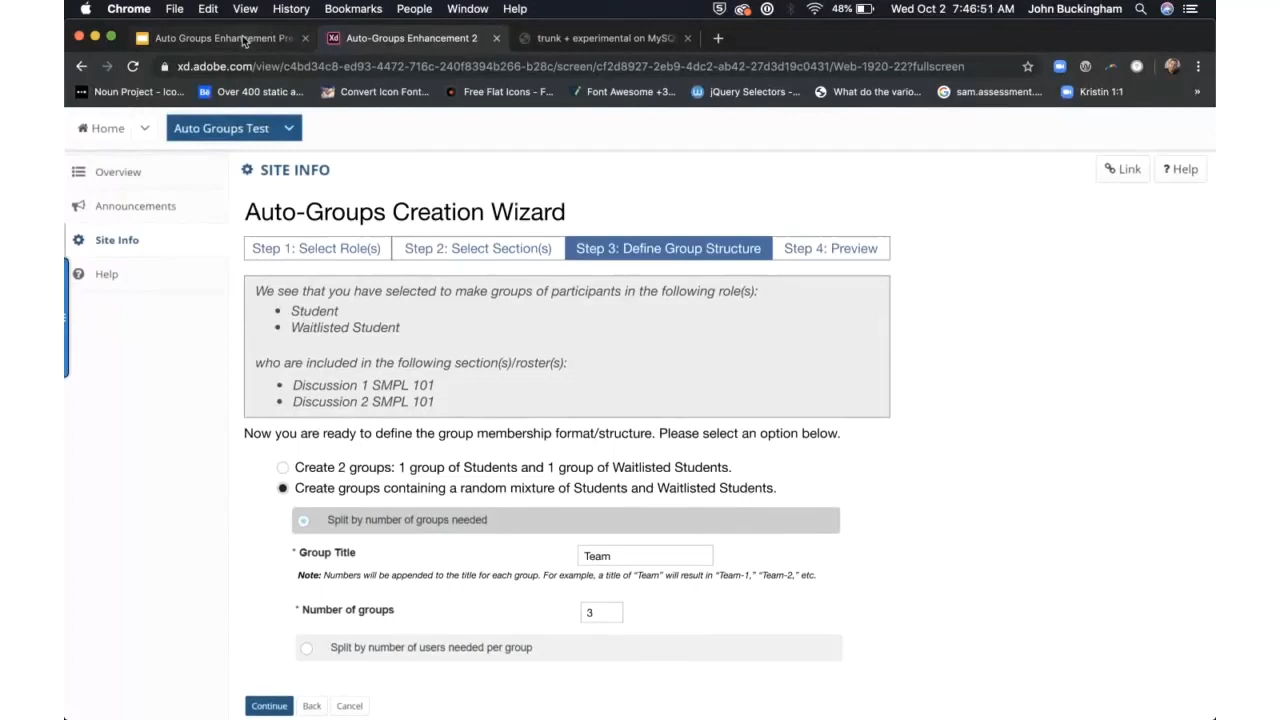 Chrome File Edit View History Bookmarks People Window Help 48% Wed Oct 2 7:46:51 AM John Buckingham
Auto Groups Enhancement Pre Auto-Groups Enhancement 2 trunk + experimental on MySQ
xd.adobe.com/view/c4bd34c8-ed93-4472-716c-240f8394b266-b28c/screen/cf2d8927-2eb9-4dc2-ab42-27d3d19c0431/Web-1920-22?fullscreen
Noun Project - Ico... Over 400 static a... Convert Icon Font... Free Flat Icons - F... Font Awesome +3... jQuery Selectors -... What do the vario... sam.assessment.... Kristin 1:1 »
Home Auto Groups Test
Overview
Announcements
Site Info
Help
SITE INFO Link ? Help
Auto-Groups Creation Wizard
Step 1: Select Role(s) Step 2: Select Section(s) Step 3: Define Group Structure Step 4: Preview
We see that you have selected to make groups of participants in the following role(s):
• Student
• Waitlisted Student
who are included in the following section(s)/roster(s):
• Discussion 1 SMPL 101
• Discussion 2 SMPL 101
Now you are ready to define the group membership format/structure. Please select an option below.
Create 2 groups: 1 group of Students and 1 group of Waitlisted Students.
Create groups containing a random mixture of Students and Waitlisted Students.
Split by number of groups needed
* Group Title Team
Note: Numbers will be appended to the title for each group. For example, a title of "Team" will result in "Team-1," "Team-2," etc.
* Number of groups 3
Split by number of users needed per group
Continue Back Cancel